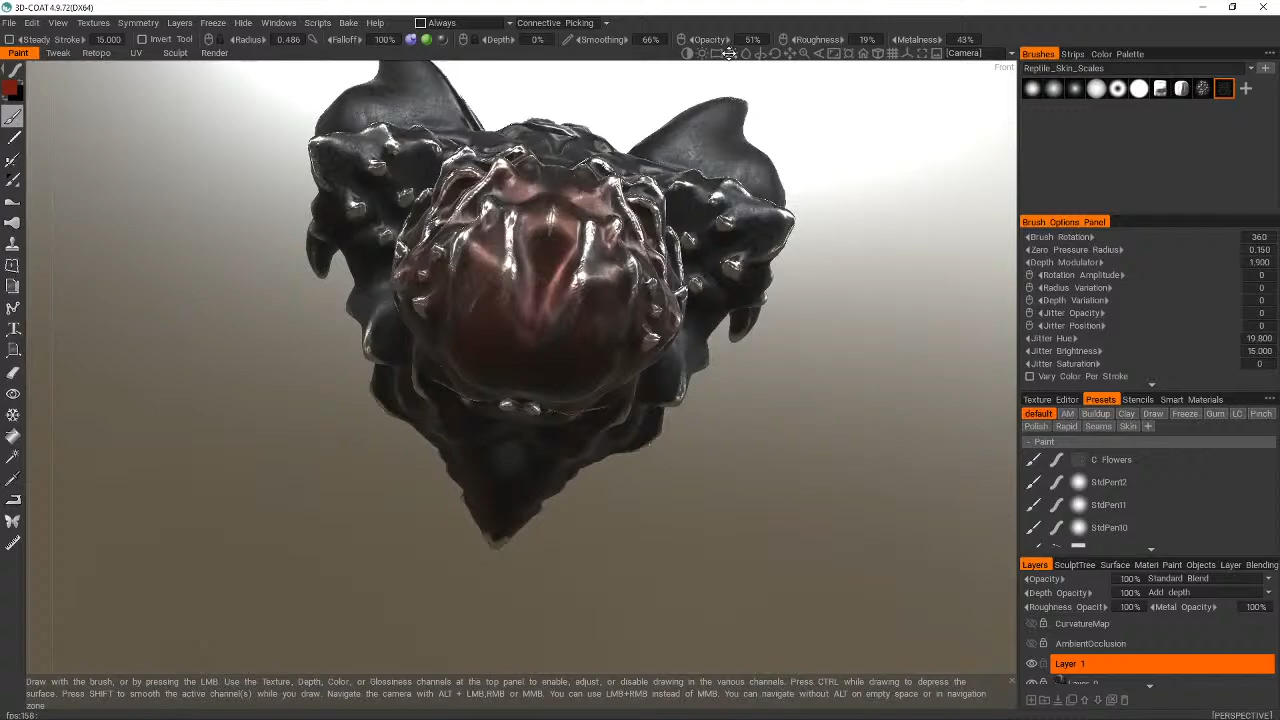 3D-COAT 4.9.72(DX64)
File Edit View Textures Symmetry Layers Freeze Hide Windows Scripts Bake Help Always Connective Picking
Steady Stroke 15.000 Invert Tool Radius 0.486 Falloff 100% Depth 0% Smoothing 66% Opacity 51% Roughness 19% Metalness 43%
Paint Tweak Retopo UV Sculpt Render [Camera]
Front
Brushes Strips Color Palette
Reptile_Skin_Scales
Brush Options Panel
Brush Rotation 360
Zero Pressure Radius 0.150
Depth Modulator 1.900
Rotation Amplitude 0
Radius Variation 0
Depth Variation 0
Jitter Opacity 0
Jitter Position 0
Jitter Hue 19.800
Jitter Brightness 15.000
Jitter Saturation 0
Vary Color Per Stroke
Texture Editor Presets Stencils Smart Materials
default AM Buildup Clay Draw Freeze Gum LC Pinch
Polish Rapid Seams Skin
- Paint
C Flowers
StdPen12
StdPen11
StdPen10
Layers SculptTree Surface Materi Paint Objects Layer Blending
Opacity 100% Standard Blend
Depth Opacity 100% Add depth
Roughness Opacit 100% Metal Opacity 100%
CurvatureMap
AmbientOcclusion
Layer 1
Draw with the brush, or by pressing the LMB. Use the Texture, Depth, Color, or Glossiness channels at the top panel to enable, adjust, or disable drawing in the various channels. Press CTRL while drawing to depress the
surface. Press SHIFT to smooth the active channel(s) while you draw. Navigate the camera with ALT + LMB,RMB or MMB. You can use LMB+RMB instead of MMB. You can navigate without ALT on empty space or in navigation
zone
fps:158; [PERSPECTIVE]